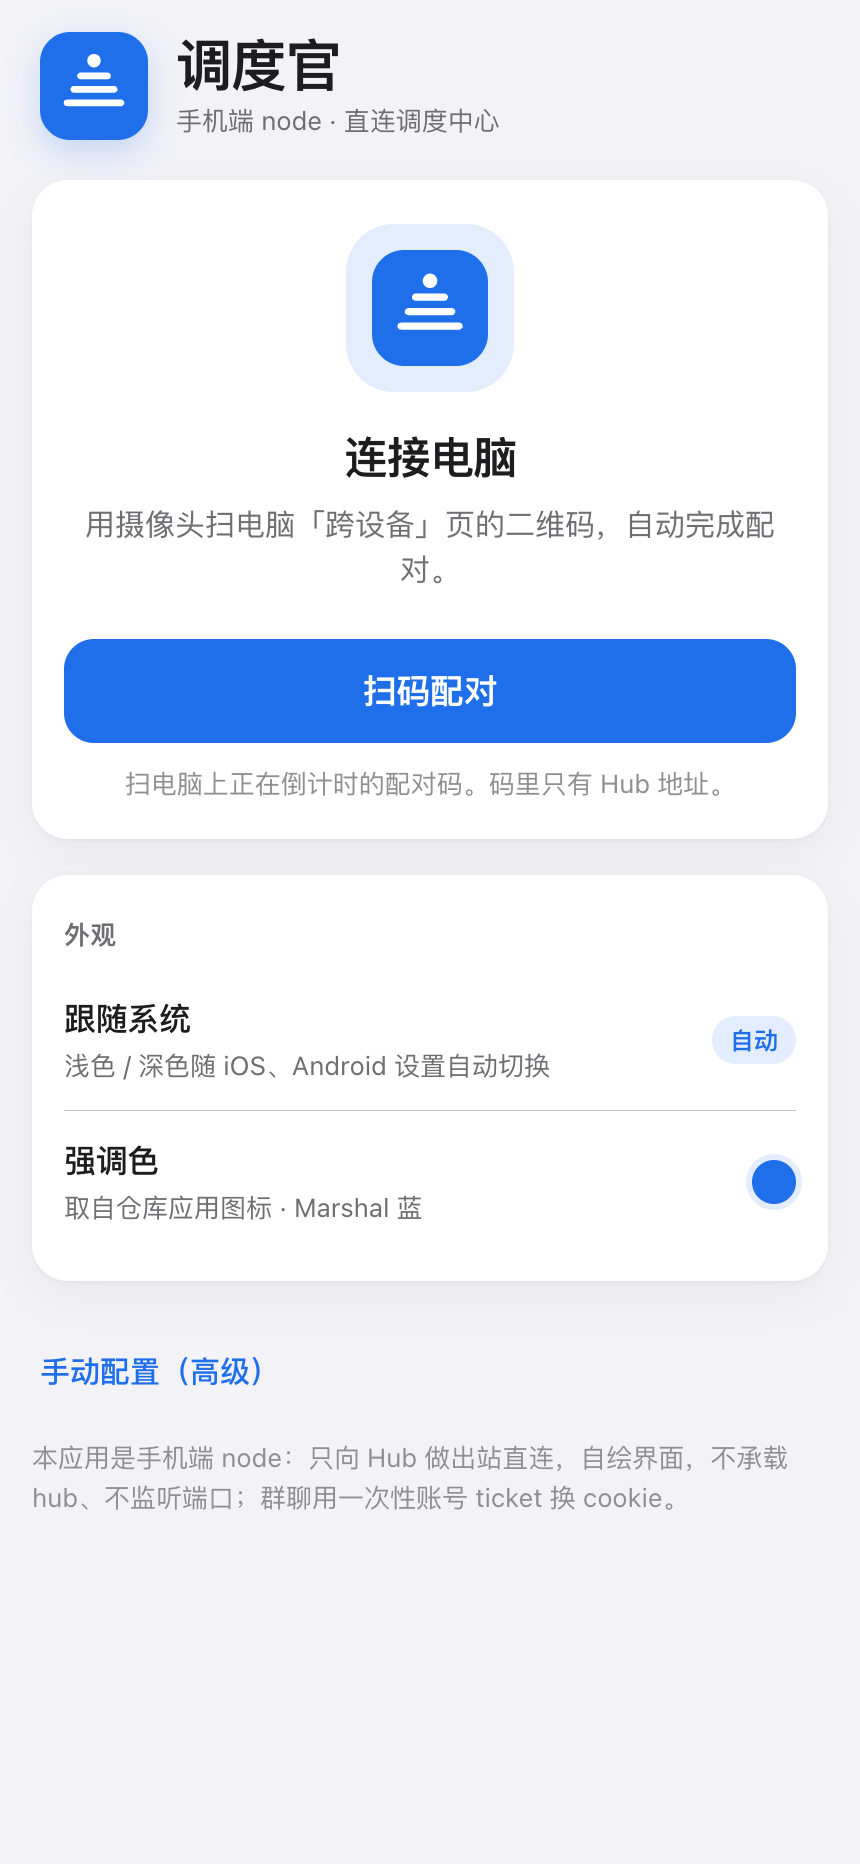 调度官
手机端 node · 直连调度中心
连接电脑
用摄像头扫电脑「跨设备」页的二维码，自动完成配
对。
扫码配对
扫电脑上正在倒计时的配对码。码里只有 Hub 地址。
外观
跟随系统
浅色 / 深色随 iOS、Android 设置自动切换
自动
强调色
取自仓库应用图标 · Marshal 蓝
手动配置（高级）
本应用是手机端 node：只向 Hub 做出站直连，自绘界面，不承载
hub、不监听端口；群聊用一次性账号 ticket 换 cookie。